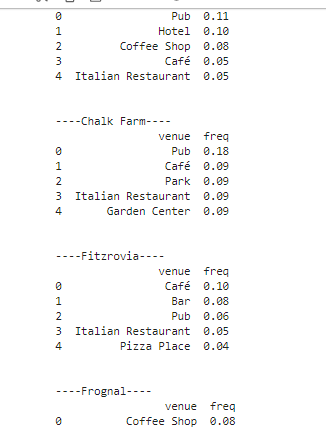 0 Pub 0.11
1 Hotel 0.10
2 Coffee Shop 0.08
3 Café 0.05
4 Italian Restaurant 0.05
----Chalk Farm----
venue freq
0 Pub 0.18
1 Café 0.09
2 Park 0.09
3 Italian Restaurant 0.09
4 Garden Center 0.09
----Fitzrovia----
venue freq
0 Café 0.10
1 Bar 0.08
2 Pub 0.06
3 Italian Restaurant 0.05
4 Pizza Place 0.04
----Frognal----
venue freq
0 Coffee Shop 0.08